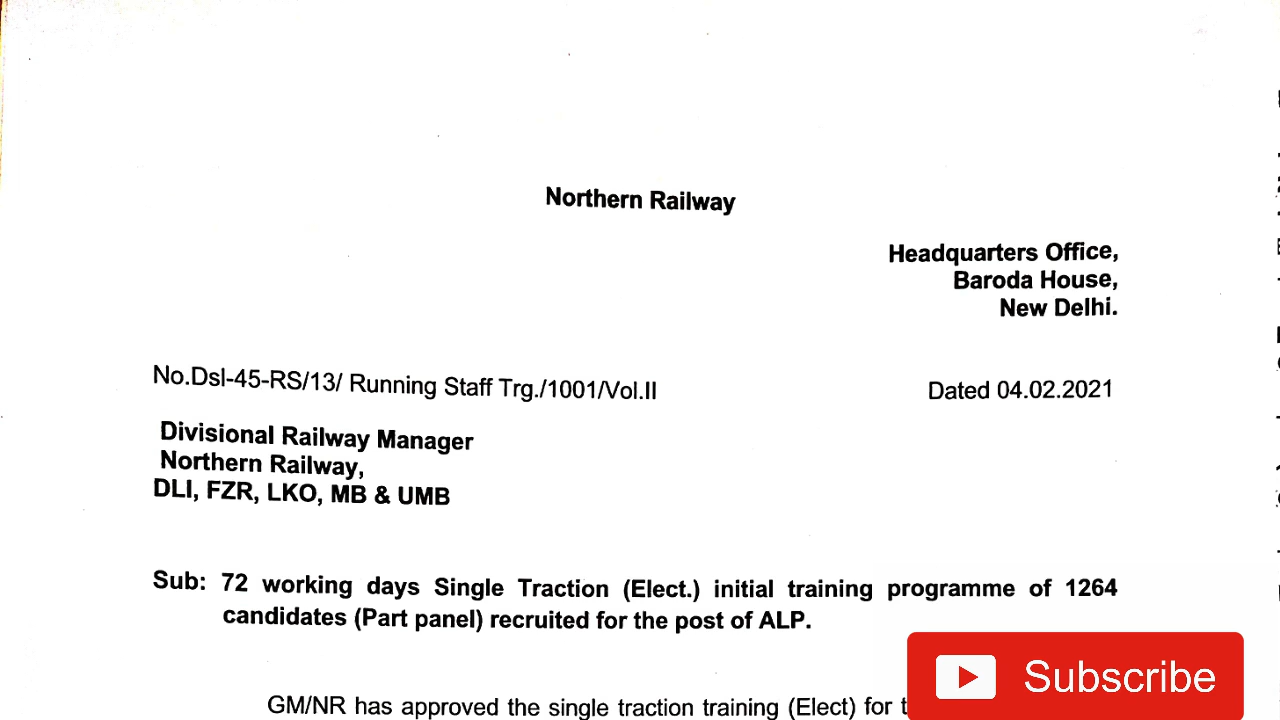 Northern Railway
Headquarters Office,
Baroda House,
New Delhi.
No.Dsl-45-RS/13/ Running Staff Trg./1001/Vol.II
Dated 04.02.2021
Divisional Railway Manager
Northern Railway,
DLI, FZR, LKO, MB & UMB
Sub: 72 working days Single Traction (Elect.) initial training programme of 1264
candidates (Part panel) recruited for the post of ALP.
GM/NR has approved the single traction training (Elect) for
Subscribe